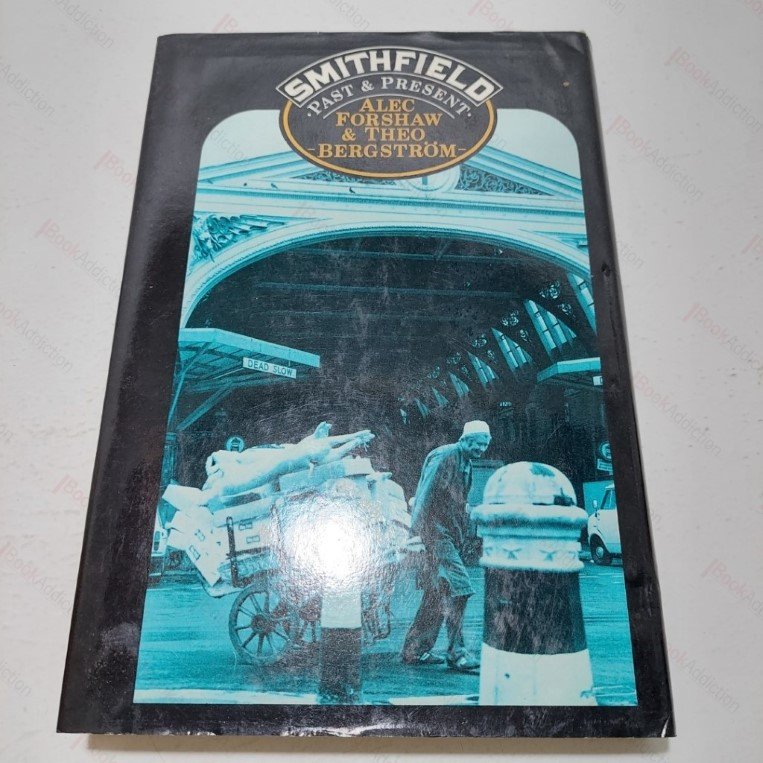 SMITHFIELD
·PAST & PRESENT·
ALEC
FORSHAW
& THEO
-BERGSTRÖM-
DEAD SLOW
BookAddiction